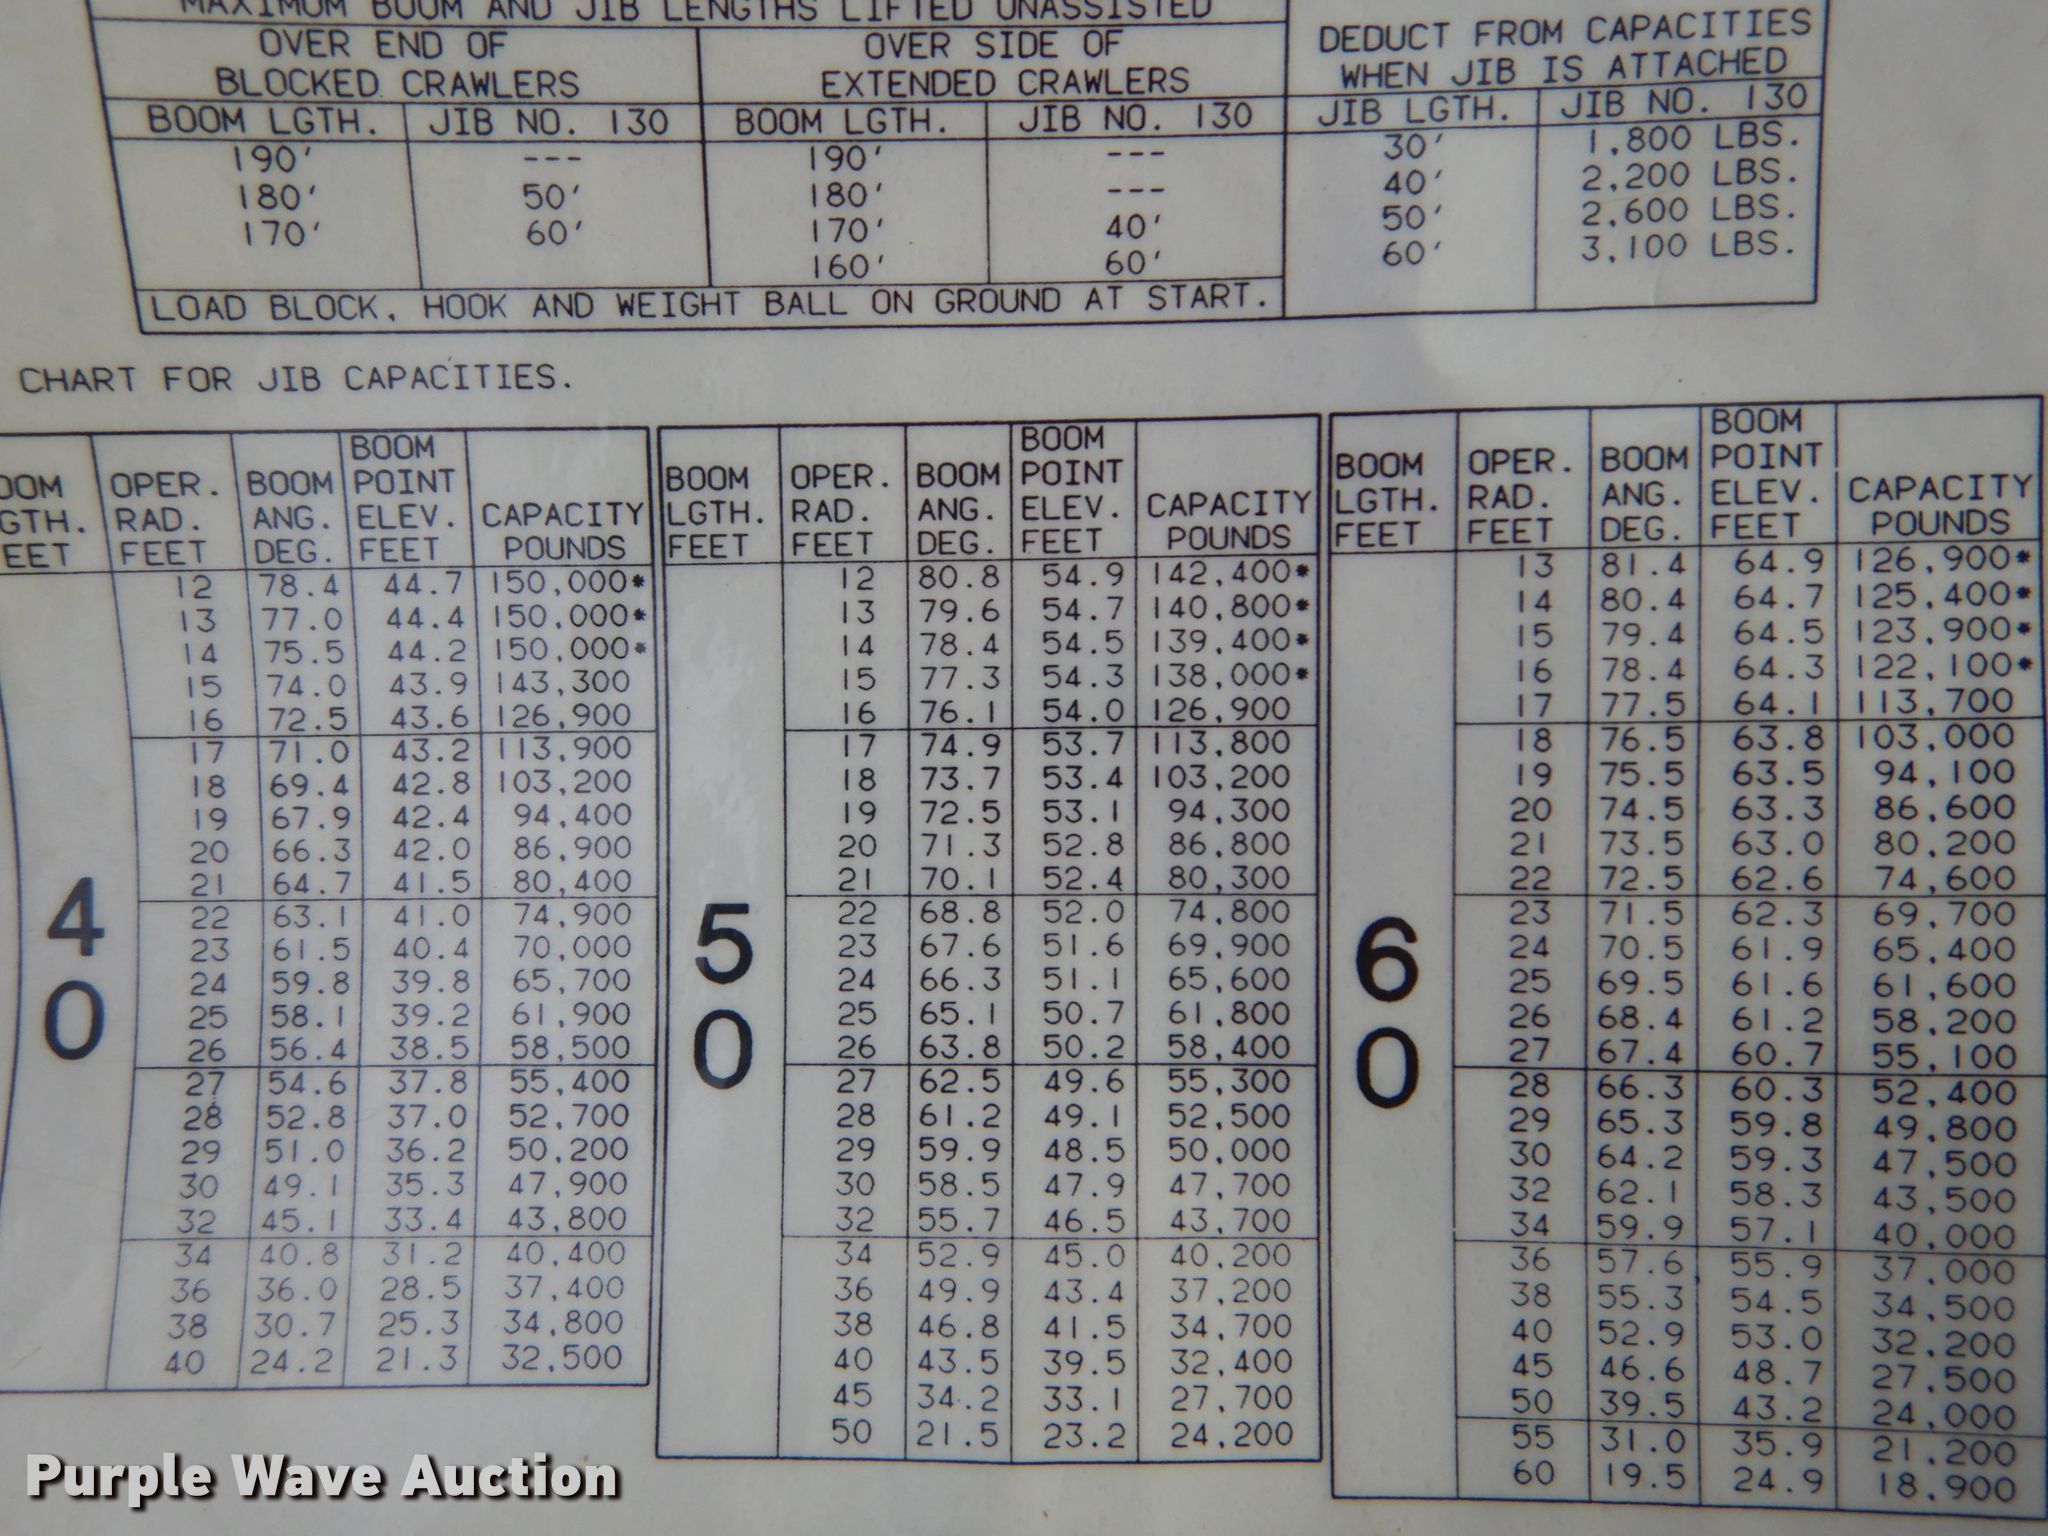 MAXIMUM BOOM AND JIB LENGTHS LIFTED UNASSISTED
OVER END OF BLOCKED CRAWLERS | OVER SIDE OF EXTENDED CRAWLERS
BOOM LGTH. | JIB NO. 130 | BOOM LGTH. | JIB NO. 130
190' | --- | 190' | ---
180' | 50' | 180' | ---
170' | 60' | 170' | 40'
160' | 60'
LOAD BLOCK, HOOK AND WEIGHT BALL ON GROUND AT START.
DEDUCT FROM CAPACITIES
WHEN JIB IS ATTACHED
JIB LGTH. | JIB NO. 130
30' | 1,800 LBS.
40' | 2,200 LBS.
50' | 2,600 LBS.
60' | 3,100 LBS.
CHART FOR JIB CAPACITIES.
OPER. RAD. FEET | BOOM ANG. DEG. | BOOM POINT ELEV. FEET | CAPACITY POUNDS
40
12 78.4 44.7 150,000*
13 77.0 44.4 150,000*
14 75.5 44.2 150,000*
15 74.0 43.9 143,300
16 72.5 43.6 126,900
17 71.0 43.2 113,900
18 69.4 42.8 103,200
19 67.9 42.4 94,400
20 66.3 42.0 86,900
21 64.7 41.5 80,400
22 63.1 41.0 74,900
23 61.5 40.4 70,000
24 59.8 39.8 65,700
25 58.1 39.2 61,900
26 56.4 38.5 58,500
27 54.6 37.8 55,400
28 52.8 37.0 52,700
29 51.0 36.2 50,200
30 49.1 35.3 47,900
32 45.1 33.4 43,800
34 40.8 31.2 40,400
36 36.0 28.5 37,400
38 30.7 25.3 34,800
40 24.2 21.3 32,500
BOOM LGTH. FEET | OPER. RAD. FEET | BOOM ANG. DEG. | BOOM POINT ELEV. FEET | CAPACITY POUNDS
50
12 80.8 54.9 142,400*
13 79.6 54.7 140,800*
14 78.4 54.5 139,400*
15 77.3 54.3 138,000*
16 76.1 54.0 126,900
17 74.9 53.7 113,800
18 73.7 53.4 103,200
19 72.5 53.1 94,300
20 71.3 52.8 86,800
21 70.1 52.4 80,300
22 68.8 52.0 74,800
23 67.6 51.6 69,900
24 66.3 51.1 65,600
25 65.1 50.7 61,800
26 63.8 50.2 58,400
27 62.5 49.6 55,300
28 61.2 49.1 52,500
29 59.9 48.5 50,000
30 58.5 47.9 47,700
32 55.7 46.5 43,700
34 52.9 45.0 40,200
36 49.9 43.4 37,200
38 46.8 41.5 34,700
40 43.5 39.5 32,400
45 34.2 33.1 27,700
50 21.5 23.2 24,200
BOOM LGTH. FEET | OPER. RAD. FEET | BOOM ANG. DEG. | BOOM POINT ELEV. FEET | CAPACITY POUNDS
60
13 81.4 64.9 126,900*
14 80.4 64.7 125,400*
15 79.4 64.5 123,900*
16 78.4 64.3 122,100*
17 77.5 64.1 113,700
18 76.5 63.8 103,000
19 75.5 63.5 94,100
20 74.5 63.3 86,600
21 73.5 63.0 80,200
22 72.5 62.6 74,600
23 71.5 62.3 69,700
24 70.5 61.9 65,400
25 69.5 61.6 61,600
26 68.4 61.2 58,200
27 67.4 60.7 55,100
28 66.3 60.3 52,400
29 65.3 59.8 49,800
30 64.2 59.3 47,500
32 62.1 58.3 43,500
34 59.9 57.1 40,000
36 57.6 55.9 37,000
38 55.3 54.5 34,500
40 52.9 53.0 32,200
45 46.6 48.7 27,500
50 39.5 43.2 24,000
55 31.0 35.9 21,200
60 19.5 24.9 18,900
Purple Wave Auction